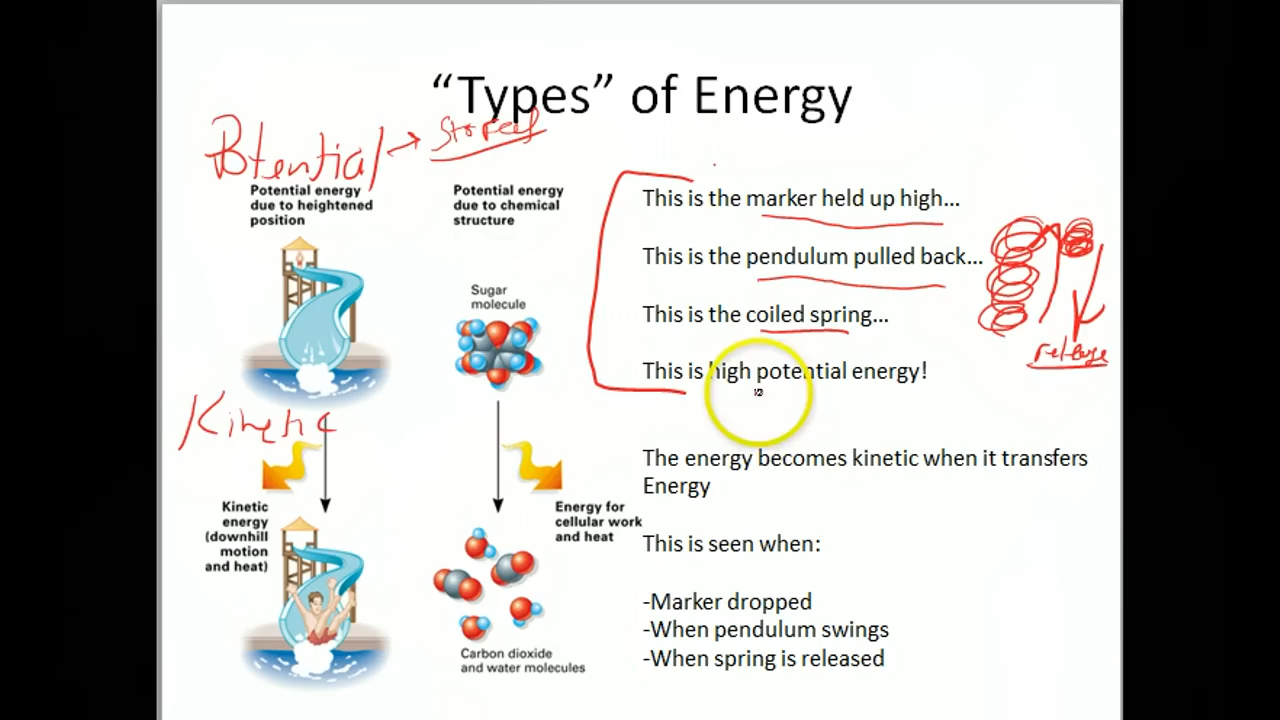 “Types” of Energy
Potential → stored
Potential energy
due to heightened
position
Potential energy
due to chemical
structure
Sugar
molecule
This is the marker held up high...
This is the pendulum pulled back...
This is the coiled spring...
This is high potential energy!
release
Kinetic
Kinetic
energy
(downhill
motion
and heat)
Energy for
cellular work
and heat
Carbon dioxide
and water molecules
The energy becomes kinetic when it transfers
Energy
This is seen when:
-Marker dropped
-When pendulum swings
-When spring is released